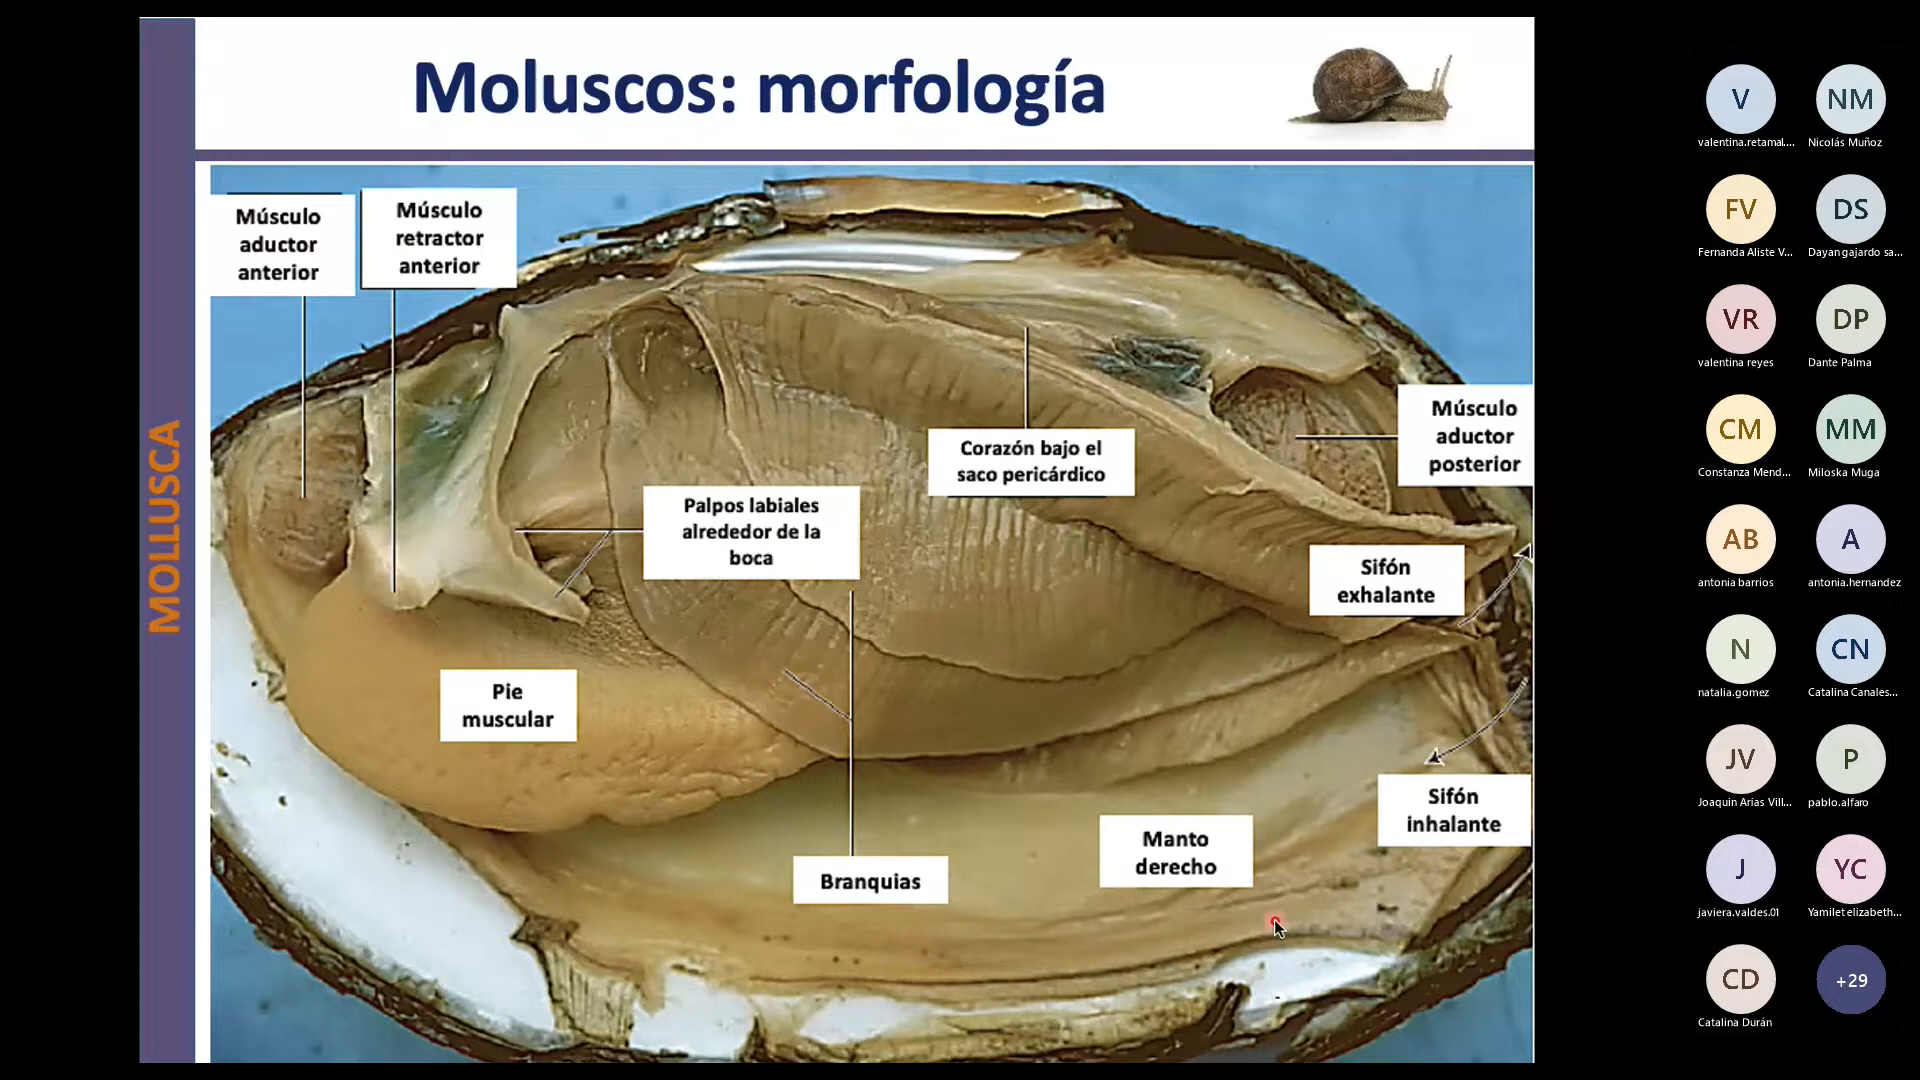 Moluscos: morfología
MOLLUSCA
Músculo
aductor
anterior
Músculo
retractor
anterior
Corazón bajo el
saco pericárdico
Músculo
aductor
posterior
Palpos labiales
alrededor de la
boca
Sifón
exhalante
Pie
muscular
Sifón
inhalante
Manto
derecho
Branquias
V
valentina.retamal....
NM
Nicolás Muñoz
FV
Fernanda Aliste V...
DS
Dayan gajardo sa...
VR
valentina reyes
DP
Dante Palma
CM
Constanza Mend...
MM
Miloska Muga
AB
antonia barrios
A
antonia.hernandez
N
natalia.gomez
CN
Catalina Canales...
JV
Joaquin Arias Vill...
P
pablo.alfaro
J
javiera.valdes.01
YC
Yamilet elizabeth...
CD
Catalina Durán
+29